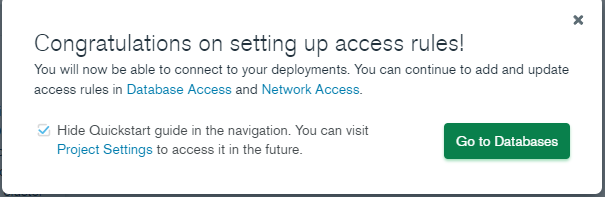 Congratulations on setting up access rules!
You will now be able to connect to your deployments. You can continue to add and update
access rules in Database Access and Network Access.
Hide Quickstart guide in the navigation. You can visit
Project Settings to access it in the future.
Go to Databases